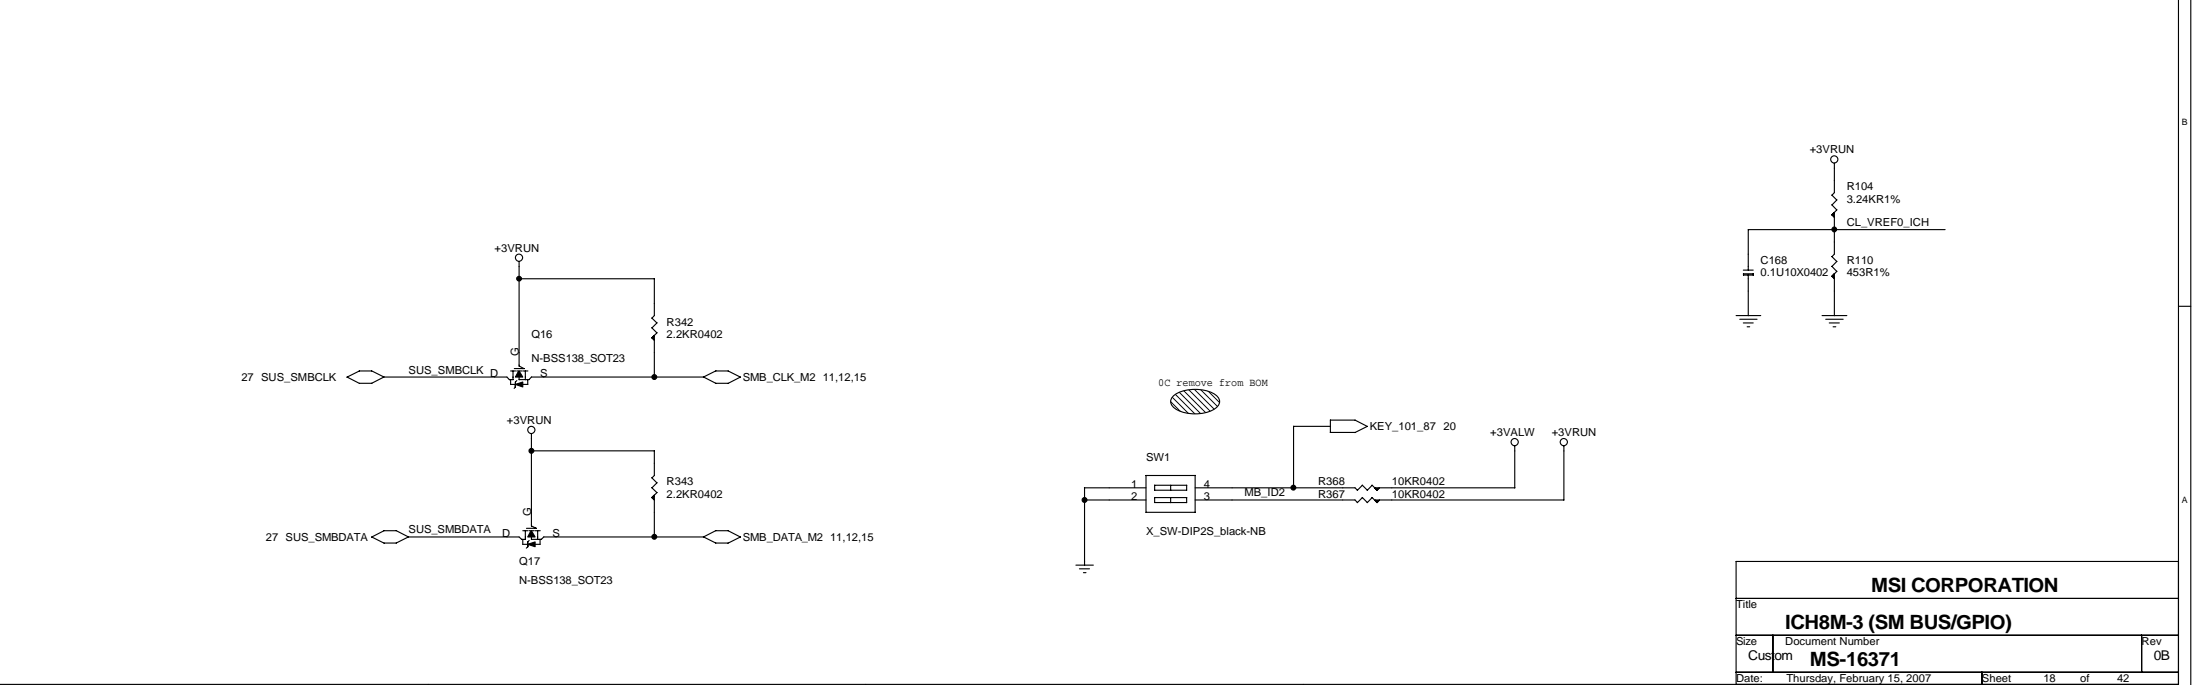 B
+3VRUN
R104
3.24KR1%
CL_VREF0_ICH
C168
0.1U10X0402
R110
453R1%
+3VRUN
R342
2.2KR0402
Q16
G
N-BSS138_SOT23
27 SUS_SMBCLK
SUS_SMBCLK
D
S
SMB_CLK_M2 11,12,15
+3VRUN
R343
2.2KR0402
G
27 SUS_SMBDATA
SUS_SMBDATA
D
S
SMB_DATA_M2 11,12,15
Q17
N-BSS138_SOT23
0C remove from BOM
KEY_101_87 20
+3VALW
+3VRUN
SW1
1
4
R368
10KR0402
2
3
MB_ID2
R367
10KR0402
X_SW-DIP2S_black-NB
A
MSI CORPORATION
Title
ICH8M-3 (SM BUS/GPIO)
Size
Document Number
Rev
Custom
MS-16371
0B
Date:
Thursday, February 15, 2007
Sheet
18
of
42